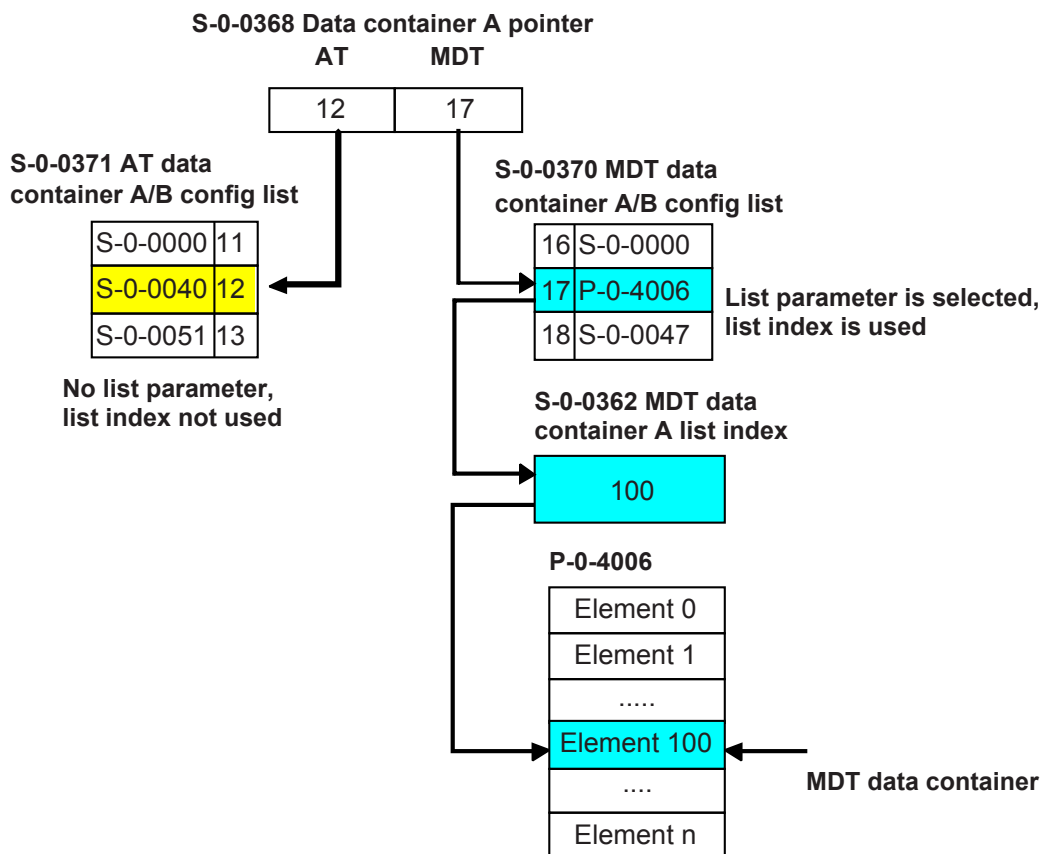 S-0-0368 Data container A pointer
AT MDT
12 17
S-0-0371 AT data
container A/B config list
S-0-0000 11
S-0-0040 12
S-0-0051 13
No list parameter,
list index not used
S-0-0370 MDT data
container A/B config list
16 S-0-0000
17 P-0-4006
18 S-0-0047
List parameter is selected,
list index is used
S-0-0362 MDT data
container A list index
100
P-0-4006
Element 0
Element 1
.....
Element 100
....
Element n
MDT data container